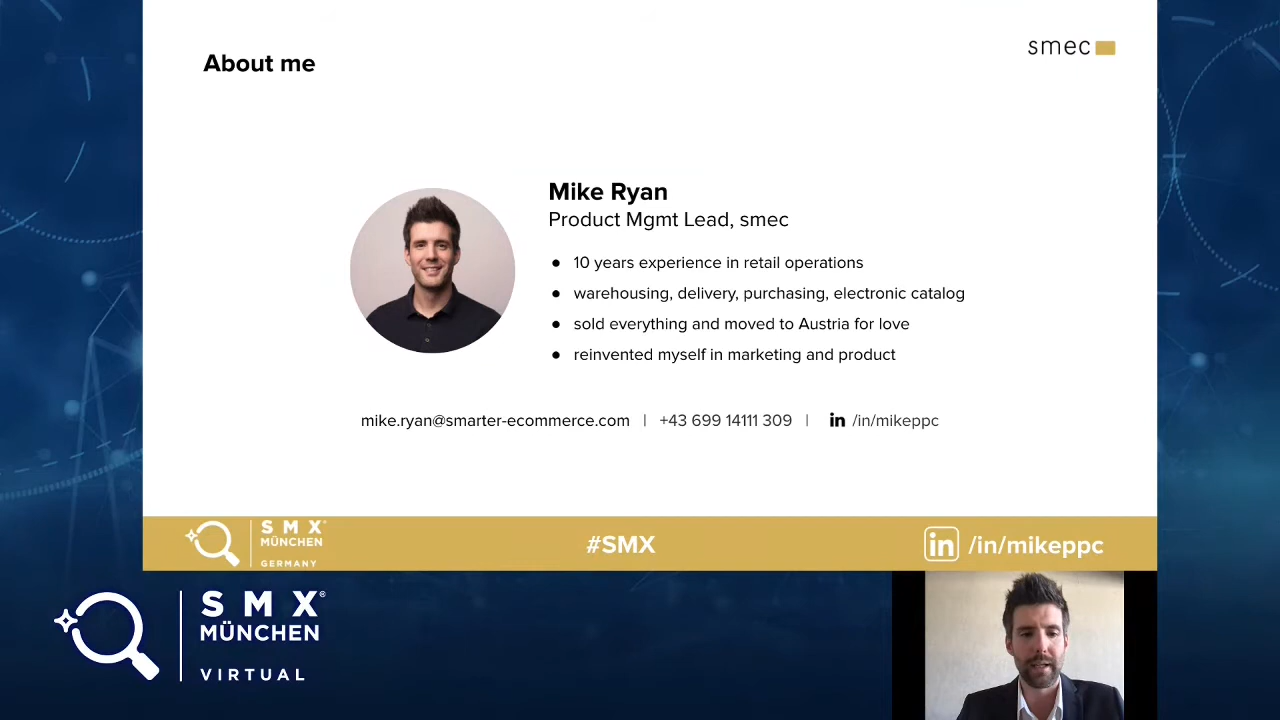 About me
smec
Mike Ryan
Product Mgmt Lead, smec
● 10 years experience in retail operations
● warehousing, delivery, purchasing, electronic catalog
● sold everything and moved to Austria for love
● reinvented myself in marketing and product
mike.ryan@smarter-ecommerce.com | +43 699 14111 309 | in /in/mikeppc
SMX®
MÜNCHEN
GERMANY
#SMX
in /in/mikeppc
SMX®
MÜNCHEN
VIRTUAL